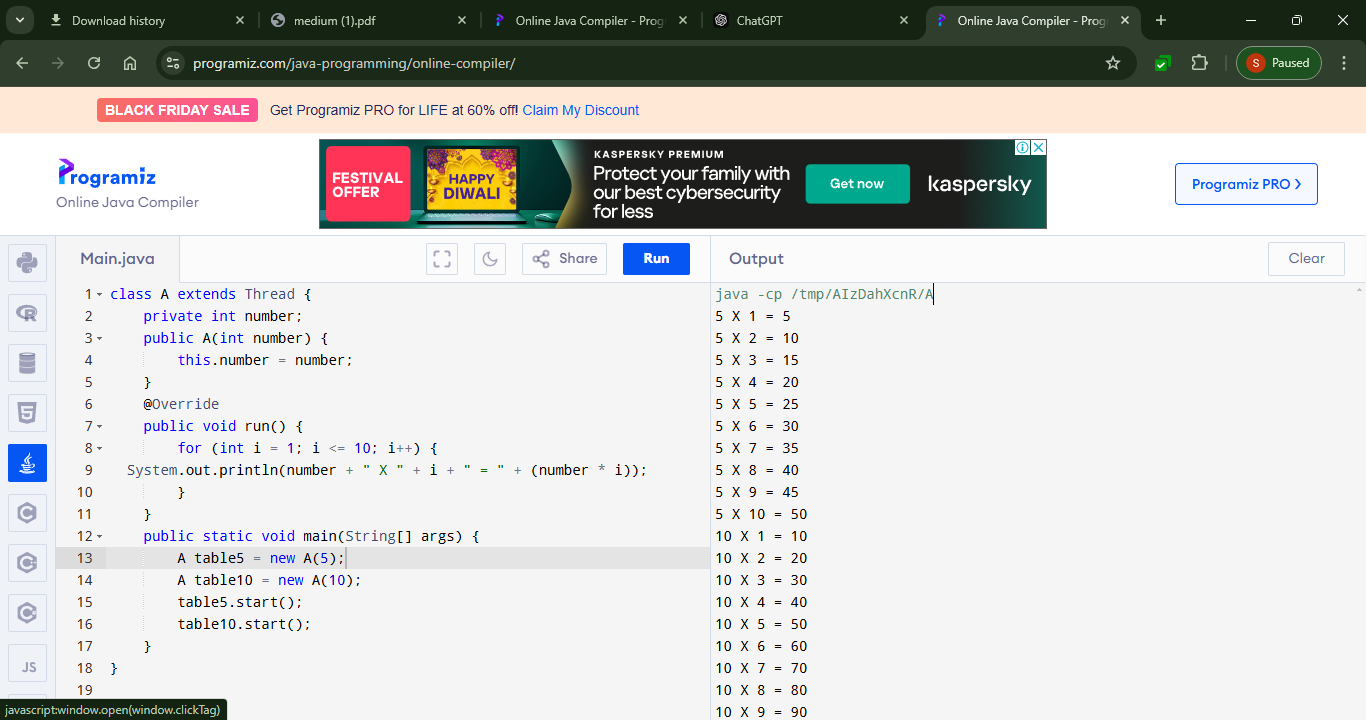 Download history
medium (1).pdf
Online Java Compiler - Prog
ChatGPT
Online Java Compiler - Prog
programiz.com/java-programming/online-compiler/
S Paused
BLACK FRIDAY SALE Get Programiz PRO for LIFE at 60% off! Claim My Discount
Programiz
Online Java Compiler
FESTIVAL
OFFER
HAPPY
DIWALI
KASPERSKY PREMIUM
Protect your family with
our best cybersecurity
for less
Get now
kaspersky
Programiz PRO >
Main.java
Share
Run
Output
Clear
1 class A extends Thread {
2     private int number;
3     public A(int number) {
4         this.number = number;
5     }
6     @Override
7     public void run() {
8         for (int i = 1; i <= 10; i++) {
9   System.out.println(number + " X " + i + " = " + (number * i));
10         }
11     }
12     public static void main(String[] args) {
13         A table5 = new A(5);
14         A table10 = new A(10);
15         table5.start();
16         table10.start();
17     }
18 }
19
java -cp /tmp/AIzDahXcnR/A
5 X 1 = 5
5 X 2 = 10
5 X 3 = 15
5 X 4 = 20
5 X 5 = 25
5 X 6 = 30
5 X 7 = 35
5 X 8 = 40
5 X 9 = 45
5 X 10 = 50
10 X 1 = 10
10 X 2 = 20
10 X 3 = 30
10 X 4 = 40
10 X 5 = 50
10 X 6 = 60
10 X 7 = 70
10 X 8 = 80
10 X 9 = 90
R
5
C
C
C
JS
javascript:window.open(window.clickTag)